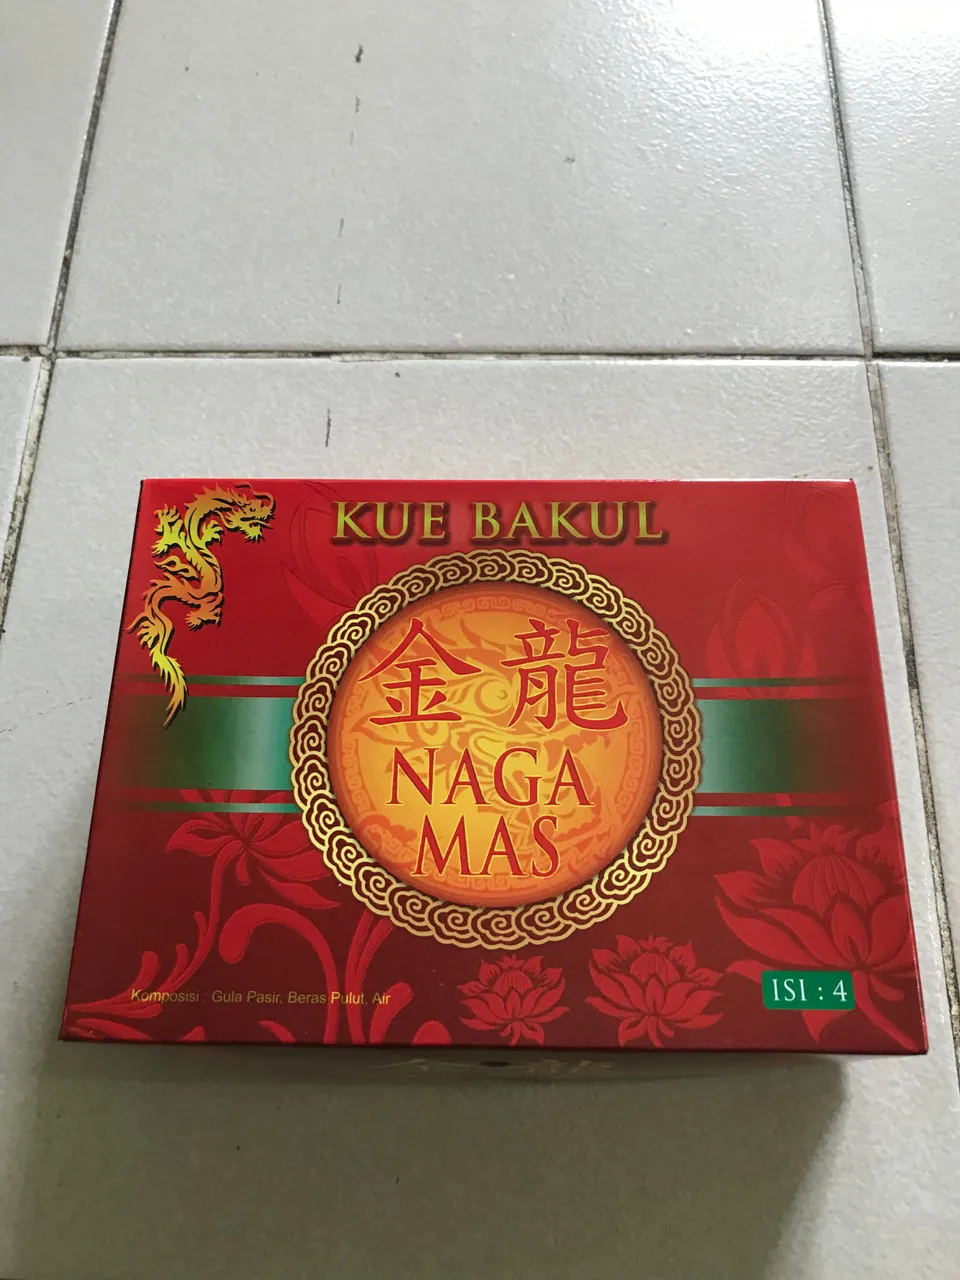 KUE BAKUL
金龍
NAGA
MAS
Komposisi : Gula Pasir, Beras Pulut, Air
ISI : 4